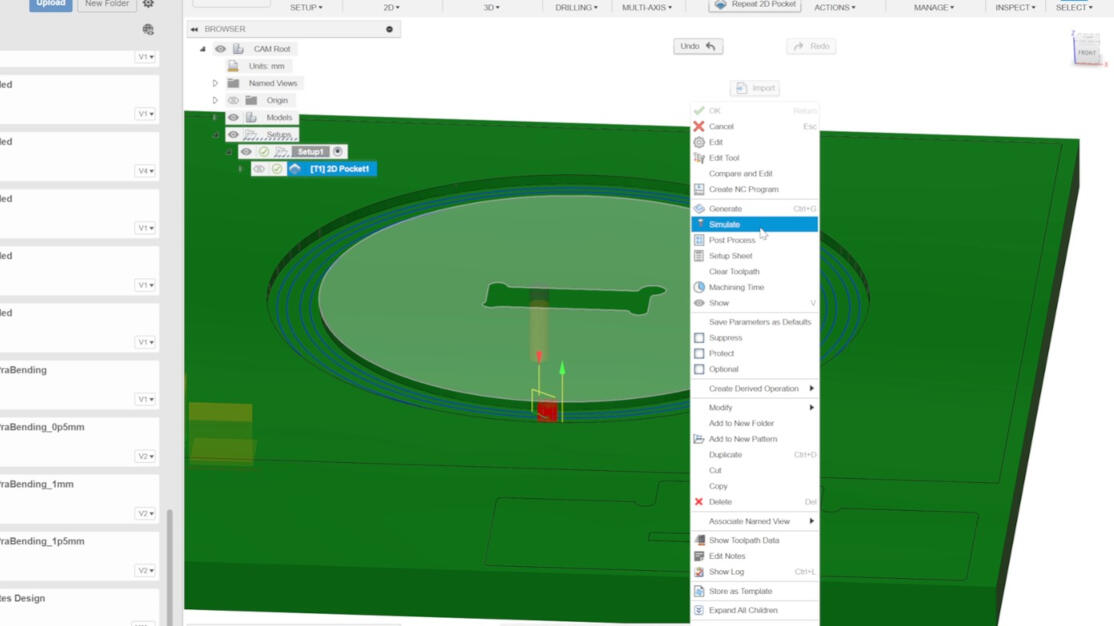 Upload New Folder
SETUP▾ 2D▾ 3D▾ DRILLING▾ MULTI-AXIS▾ Repeat 2D Pocket ACTIONS▾ MANAGE▾ INSPECT▾ SELECT▾
BROWSER
CAM Root
Units: mm
Named Views
Origin
Models
Setups
Setup1
[T1] 2D Pocket1
Undo Redo
Import
Z
FRONT
X
V1▾
V1▾
V4▾
V1▾
V1▾
V1▾
raBending
V1▾
raBending_0p5mm
V2▾
raBending_1mm
V2▾
raBending_1p5mm
V2▾
tes Design
OK Return
Cancel Esc
Edit
Edit Tool
Compare and Edit
Create NC Program
Generate Ctrl+G
Simulate
Post Process
Setup Sheet
Clear Toolpath
Machining Time
Show V
Save Parameters as Defaults
Suppress
Protect
Optional
Create Derived Operation
Modify
Add to New Folder
Add to New Pattern
Duplicate Ctrl+D
Cut
Copy
Delete Del
Associate Named View
Show Toolpath Data
Edit Notes
Show Log Ctrl+L
Store as Template
Expand All Children